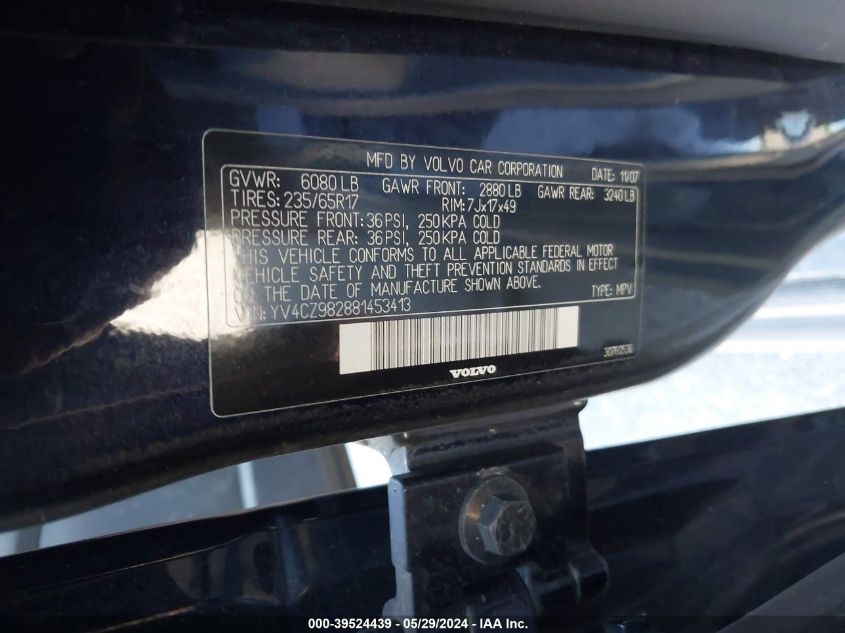 MFD BY VOLVO CAR CORPORATION DATE: 11/07
GVWR: 6080 LB GAWR FRONT: 2880 LB GAWR REAR: 3240 LB
TIRES: 235/65R17 RIM: 7Jx17x49
PRESSURE FRONT: 36 PSI, 250 KPA COLD
PRESSURE REAR: 36 PSI, 250 KPA COLD
THIS VEHICLE CONFORMS TO ALL APPLICABLE FEDERAL MOTOR
VEHICLE SAFETY AND THEFT PREVENTION STANDARDS IN EFFECT
ON THE DATE OF MANUFACTURE SHOWN ABOVE.
VIN: YV4CZ982881453413 TYPE: MPV
30760536
VOLVO
000-39524439 - 05/29/2024 - IAA Inc.